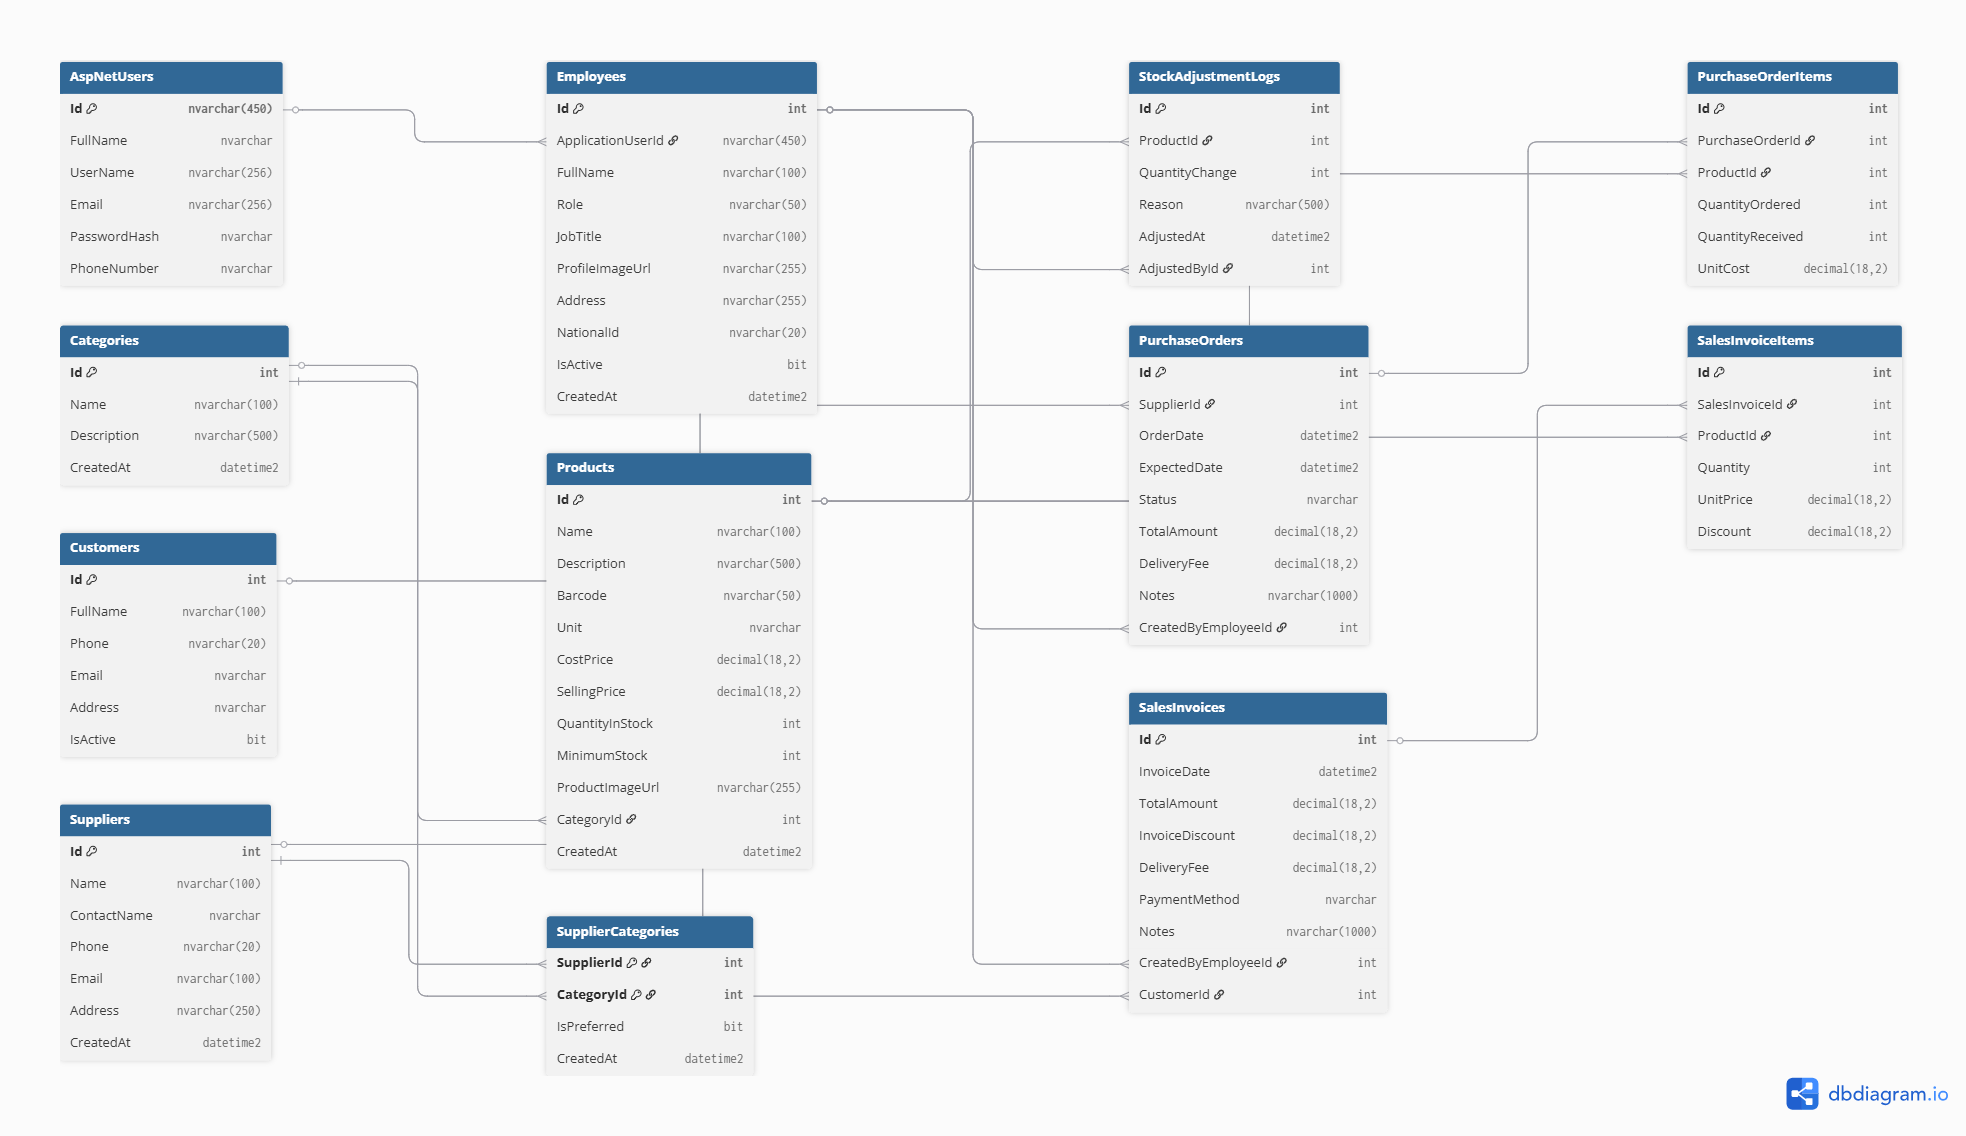 AspNetUsers
Id nvarchar(450)
FullName nvarchar
UserName nvarchar(256)
Email nvarchar(256)
PasswordHash nvarchar
PhoneNumber nvarchar
Categories
Id int
Name nvarchar(100)
Description nvarchar(500)
CreatedAt datetime2
Customers
Id int
FullName nvarchar(100)
Phone nvarchar(20)
Email nvarchar
Address nvarchar
IsActive bit
Suppliers
Id int
Name nvarchar(100)
ContactName nvarchar
Phone nvarchar(20)
Email nvarchar(100)
Address nvarchar(250)
CreatedAt datetime2
Employees
Id int
ApplicationUserId nvarchar(450)
FullName nvarchar(100)
Role nvarchar(50)
JobTitle nvarchar(100)
ProfileImageUrl nvarchar(255)
Address nvarchar(255)
NationalId nvarchar(20)
IsActive bit
CreatedAt datetime2
Products
Id int
Name nvarchar(100)
Description nvarchar(500)
Barcode nvarchar(50)
Unit nvarchar
CostPrice decimal(18,2)
SellingPrice decimal(18,2)
QuantityInStock int
MinimumStock int
ProductImageUrl nvarchar(255)
CategoryId int
CreatedAt datetime2
SupplierCategories
SupplierId int
CategoryId int
IsPreferred bit
CreatedAt datetime2
StockAdjustmentLogs
Id int
ProductId int
QuantityChange int
Reason nvarchar(500)
AdjustedAt datetime2
AdjustedById int
PurchaseOrders
Id int
SupplierId int
OrderDate datetime2
ExpectedDate datetime2
Status nvarchar
TotalAmount decimal(18,2)
DeliveryFee decimal(18,2)
Notes nvarchar(1000)
CreatedByEmployeeId int
SalesInvoices
Id int
InvoiceDate datetime2
TotalAmount decimal(18,2)
InvoiceDiscount decimal(18,2)
DeliveryFee decimal(18,2)
PaymentMethod nvarchar
Notes nvarchar(1000)
CreatedByEmployeeId int
CustomerId int
PurchaseOrderItems
Id int
PurchaseOrderId int
ProductId int
QuantityOrdered int
QuantityReceived int
UnitCost decimal(18,2)
SalesInvoiceItems
Id int
SalesInvoiceId int
ProductId int
Quantity int
UnitPrice decimal(18,2)
Discount decimal(18,2)
dbdiagram.io